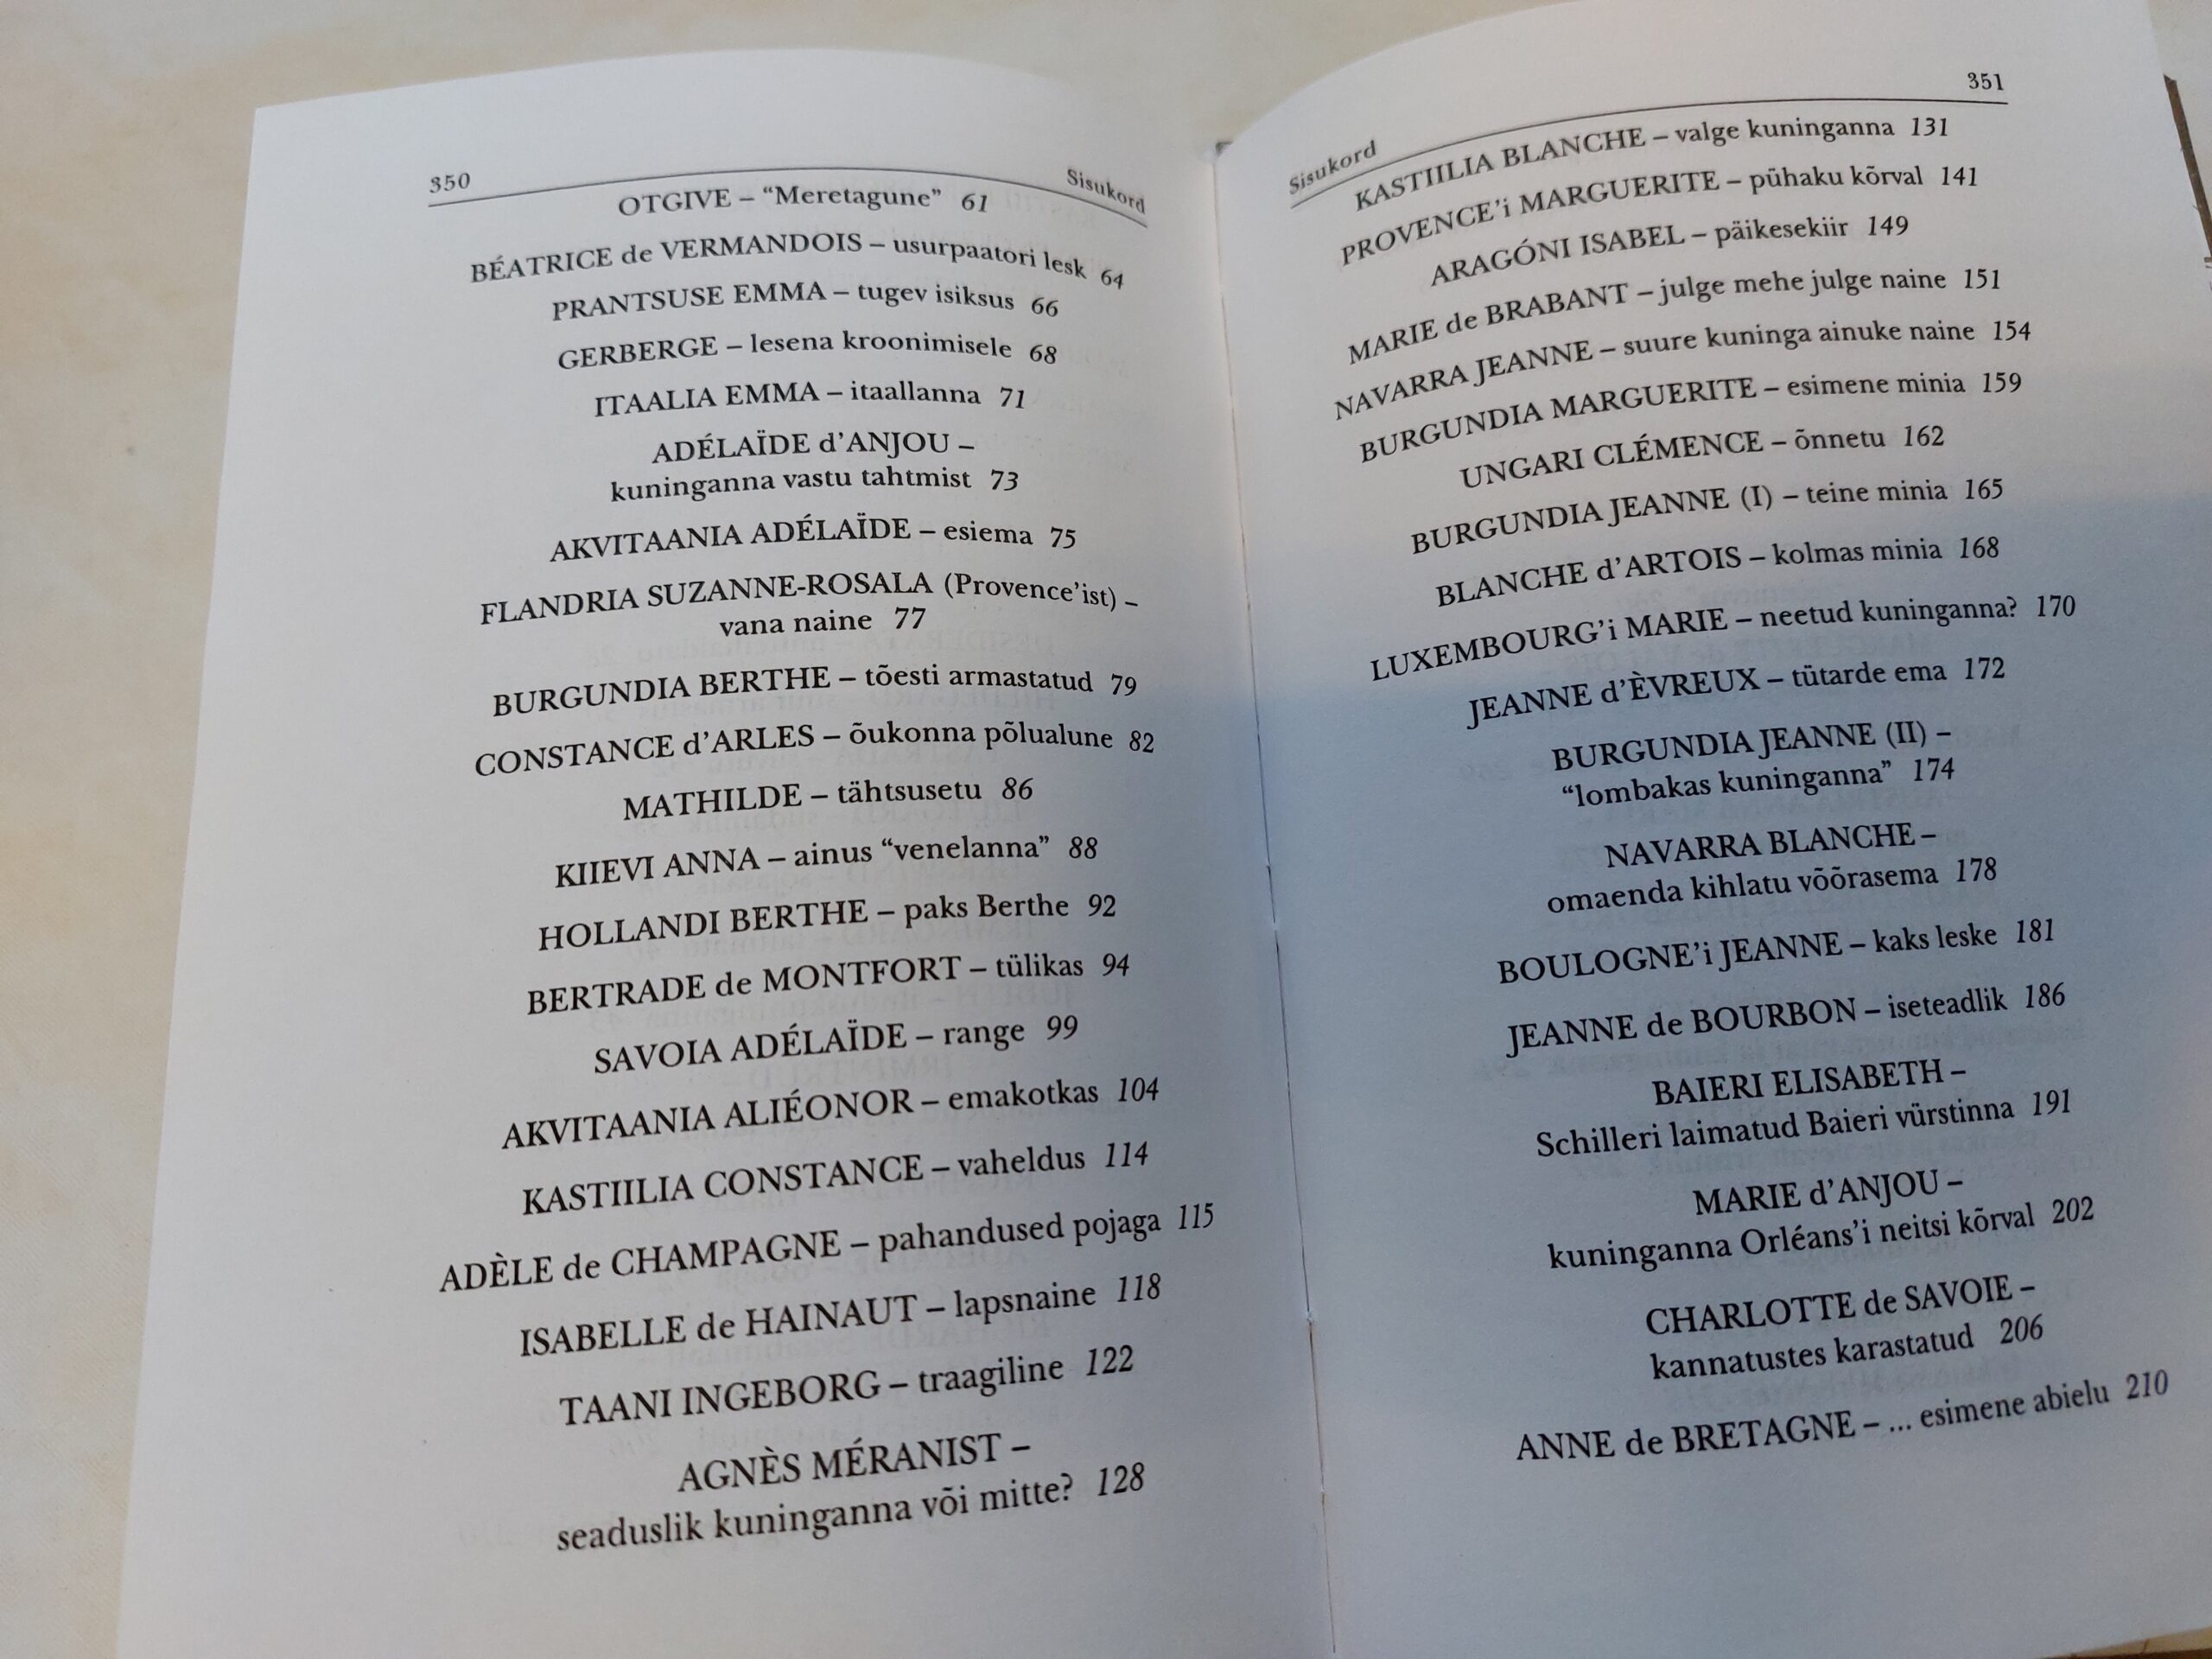 350
Sisukord
OTGIVE – “Meretagune” 61
BÉATRICE de VERMANDOIS – usurpaatori lesk 64
PRANTSUSE EMMA – tugev isiksus 66
GERBERGE – lesena kroonimisele 68
ITAALIA EMMA – itaallanna 71
ADÉLAÏDE d’ANJOU –
kuninganna vastu tahtmist 73
AKVITAANIA ADÉLAÏDE – esiema 75
FLANDRIA SUZANNE-ROSALA (Provence’ist) –
vana naine 77
BURGUNDIA BERTHE – tõesti armastatud 79
CONSTANCE d’ARLES – õukonna põlualune 82
MATHILDE – tähtsusetu 86
KIIEVI ANNA – ainus “venelanna” 88
HOLLANDI BERTHE – paks Berthe 92
BERTRADE de MONTFORT – tülikas 94
SAVOIA ADÉLAÏDE – range 99
AKVITAANIA ALIÉONOR – emakotkas 104
KASTIILIA CONSTANCE – vaheldus 114
ADÈLE de CHAMPAGNE – pahandused pojaga 115
ISABELLE de HAINAUT – lapsnaine 118
TAANI INGEBORG – traagiline 122
AGNÈS MÉRANIST –
seaduslik kuninganna või mitte? 128
Sisukord
351
KASTIILIA BLANCHE – valge kuninganna 131
PROVENCE’i MARGUERITE – pühaku kõrval 141
ARAGÓNI ISABEL – päikesekiir 149
MARIE de BRABANT – julge mehe julge naine 151
NAVARRA JEANNE – suure kuninga ainuke naine 154
BURGUNDIA MARGUERITE – esimene minia 159
UNGARI CLÉMENCE – õnnetu 162
BURGUNDIA JEANNE (I) – teine minia 165
BLANCHE d’ARTOIS – kolmas minia 168
LUXEMBOURG’i MARIE – neetud kuninganna? 170
JEANNE d’ÈVREUX – tütarde ema 172
BURGUNDIA JEANNE (II) –
“lombakas kuninganna” 174
NAVARRA BLANCHE –
omaenda kihlatu võõrasema 178
BOULOGNE’i JEANNE – kaks leske 181
JEANNE de BOURBON – iseteadlik 186
BAIERI ELISABETH –
Schilleri laimatud Baieri vürstinna 191
MARIE d’ANJOU –
kuninganna Orléans’i neitsi kõrval 202
CHARLOTTE de SAVOIE –
kannatustes karastatud 206
ANNE de BRETAGNE – ... esimene abielu 210